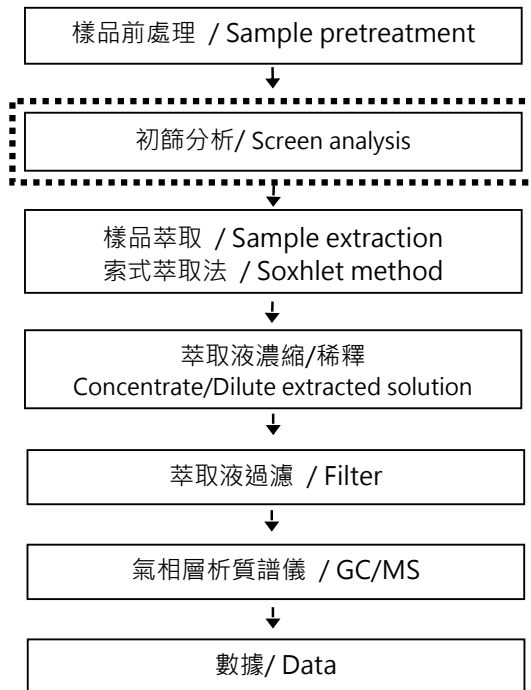 樣品前處理 / Sample pretreatment
初篩分析/ Screen analysis
樣品萃取 / Sample extraction
索式萃取法 / Soxhlet method
萃取液濃縮/稀釋
Concentrate/Dilute extracted solution
萃取液過濾 / Filter
氣相層析質譜儀 / GC/MS
數據/ Data